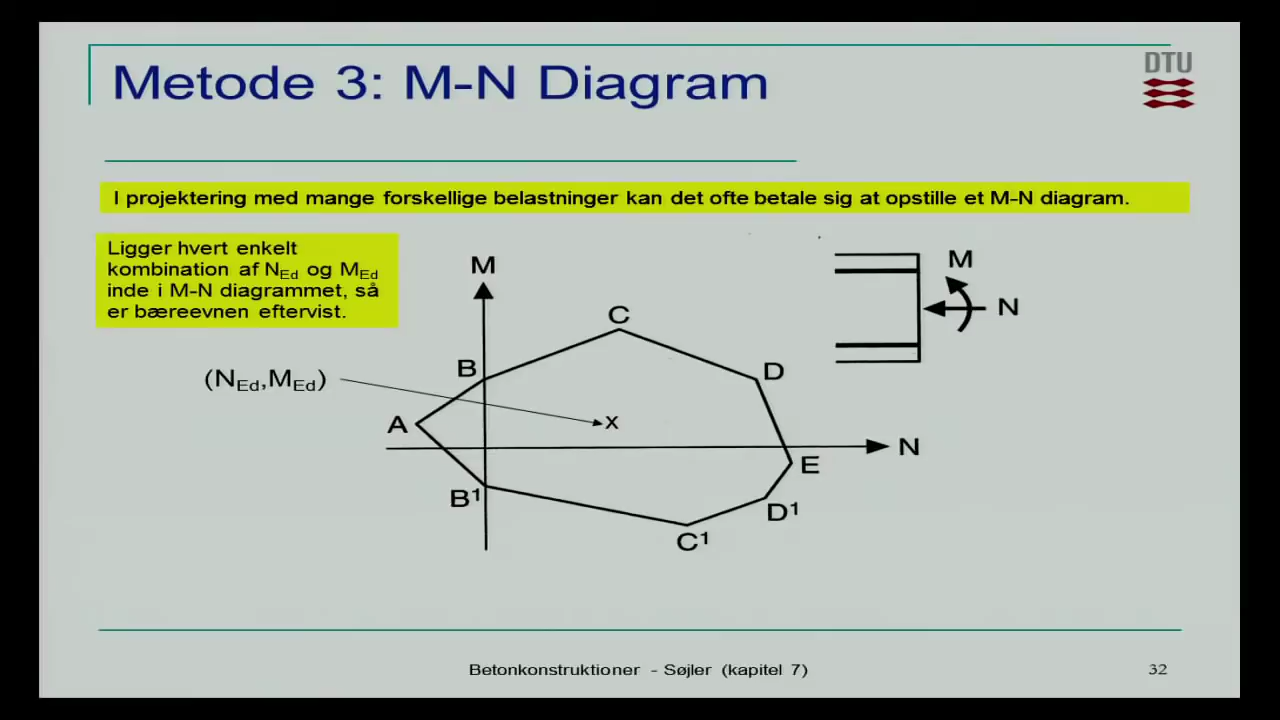 Metode 3: M-N Diagram
DTU
I projektering med mange forskellige belastninger kan det ofte betale sig at opstille et M-N diagram.
Ligger hvert enkelt
kombination af NEd og MEd
inde i M-N diagrammet, så
er bæreevnen eftervist.
M
M
N
C
B
D
(NEd,MEd)
A
x
N
E
B¹
D¹
C¹
Betonkonstruktioner - Søjler (kapitel 7)
32